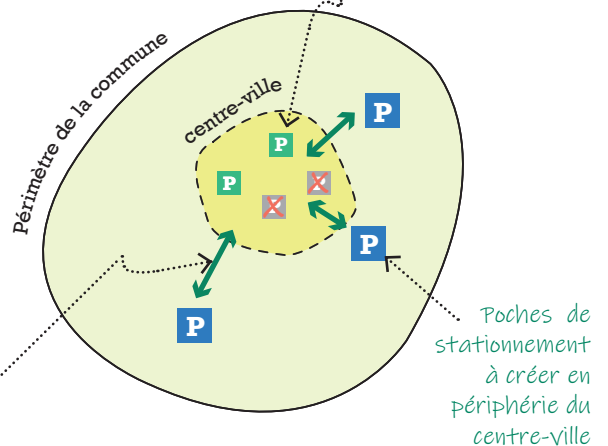 Périmètre de la commune
centre-ville
P
P
P
P
P
Poches de
stationnement
à créer en
périphérie du
centre-ville